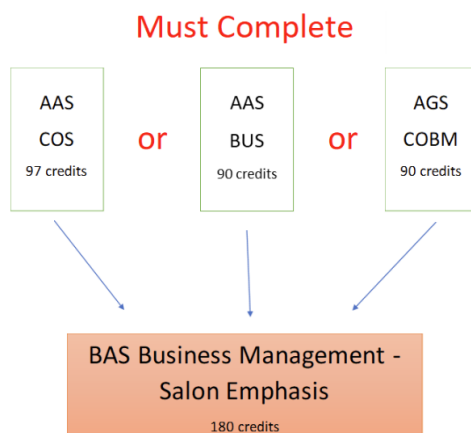 Must Complete
AAS
COS
97 credits
or
AAS
BUS
90 credits
or
AGS
COBM
90 credits
BAS Business Management -
Salon Emphasis
180 credits